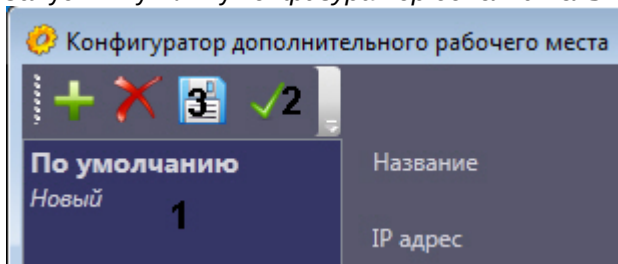 Конфигуратор дополнительного рабочего места
3 2
По умолчанию
Название
Новый
1
IP адрес